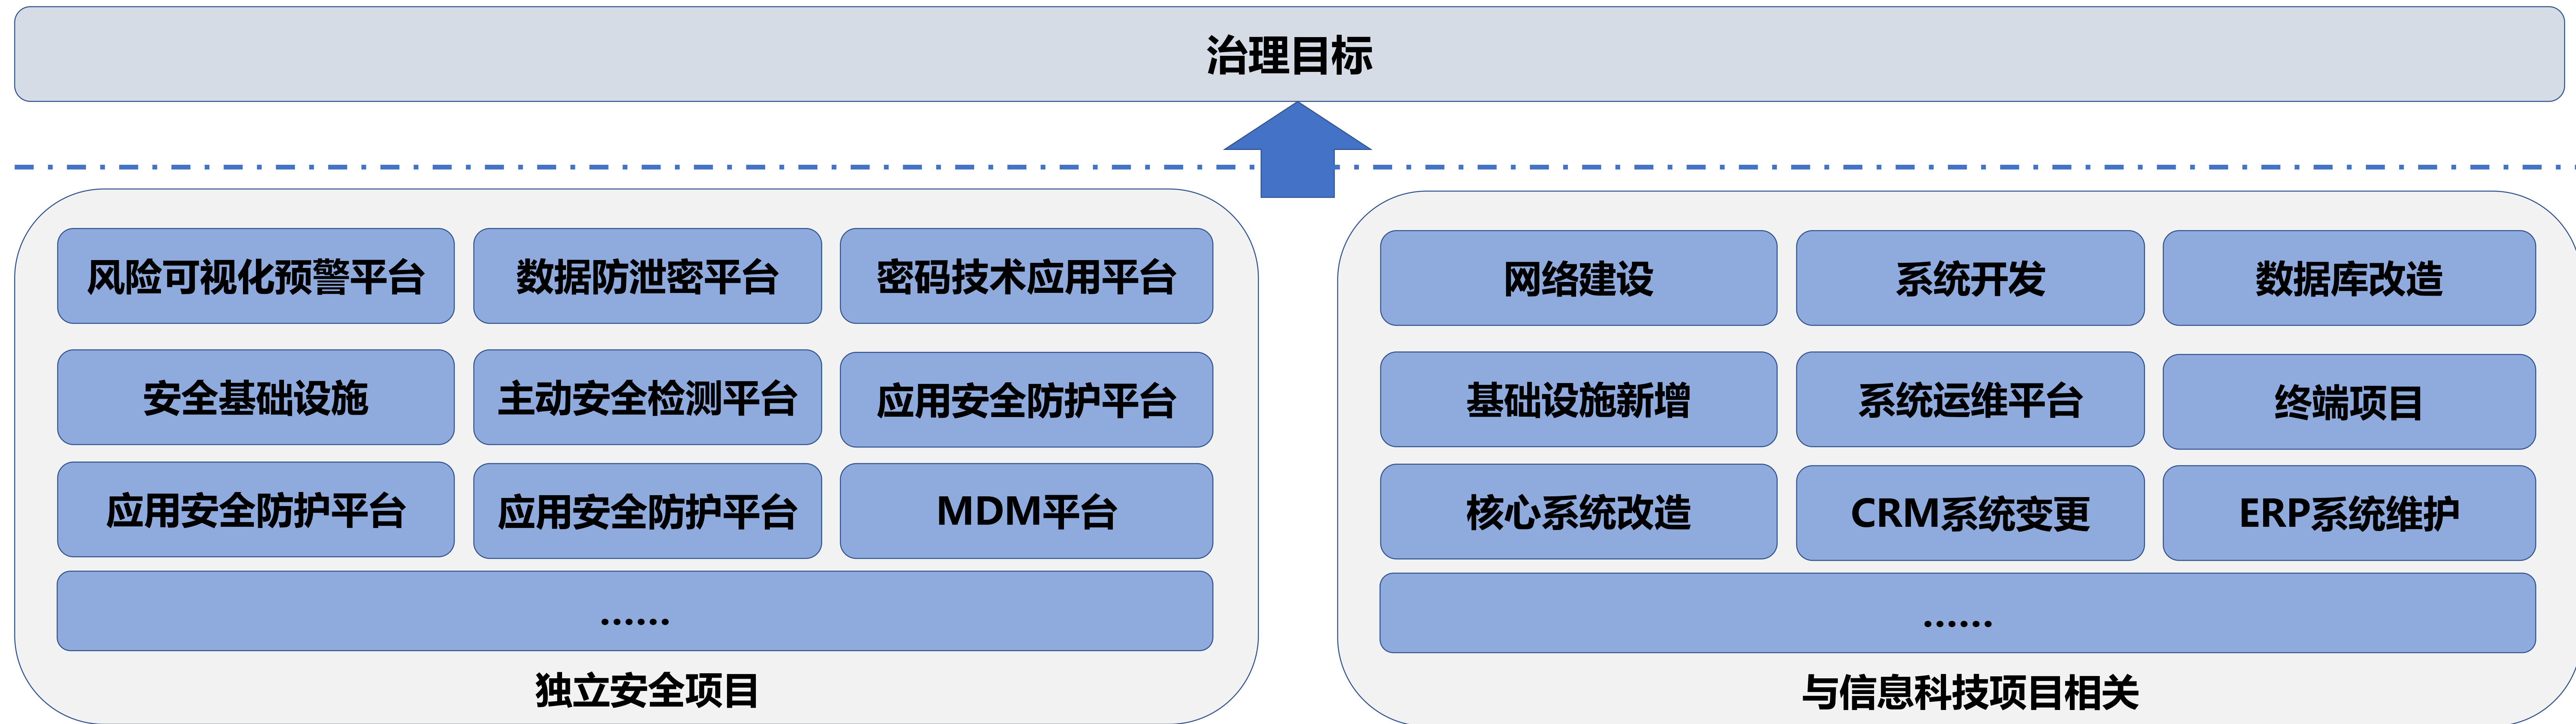 治理目标
风险可视化预警平台
数据防泄密平台
密码技术应用平台
安全基础设施
主动安全检测平台
应用安全防护平台
应用安全防护平台
应用安全防护平台
MDM平台
......
独立安全项目
网络建设
系统开发
数据库改造
基础设施新增
系统运维平台
终端项目
核心系统改造
CRM系统变更
ERP系统维护
......
与信息科技项目相关